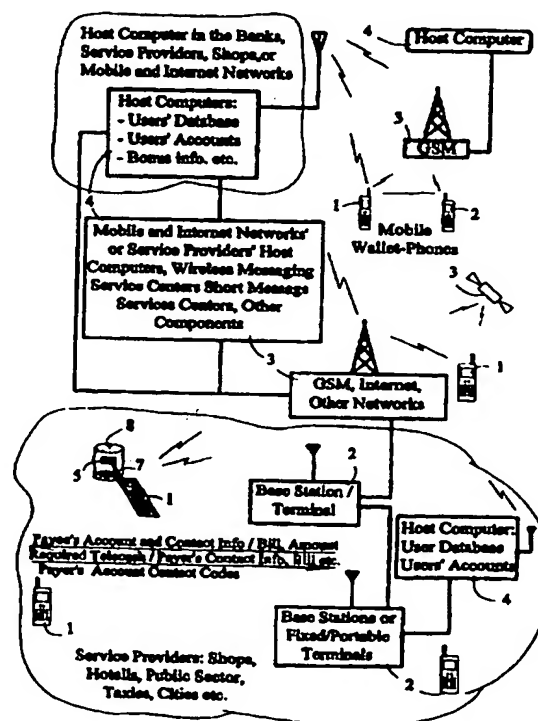 Host Computer in the Banks,
Service Providers, Shops,or
Mobile and Internet Networks
Host Computers:
- Users' Database
- Users' Accounts
- Bonus info. etc.
4
4
Host Computer
3
GSM
1
2
Mobile
Wallet-Phones
3
Mobile and Internet Networks'
or Service Providers' Host
Computers, Wireless Messaging
Service Centers Short Message
Services Centors, Other
Components
3
1
GSM, Internet,
Other Networks
8
5
7
1
2
Base Station /
Terminal
Payee's Account and Contact Info / Bill Amount
Required Telecash / Payer's Contact Info, Bill etc.
Payer's Account Contact Codes
Host Computer:
User Database
Users' Accounts
4
1
Base Stations or
Fixed/Portable
Terminals
2
Service Providers: Shops,
Hotells, Public Sector,
Taxies, Cities etc.